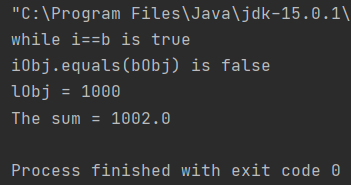 "C:\Program Files\Java\jdk-15.0.1\
while i==b is true
iObj.equals(bObj) is false
lObj = 1000
The sum = 1002.0
Process finished with exit code 0